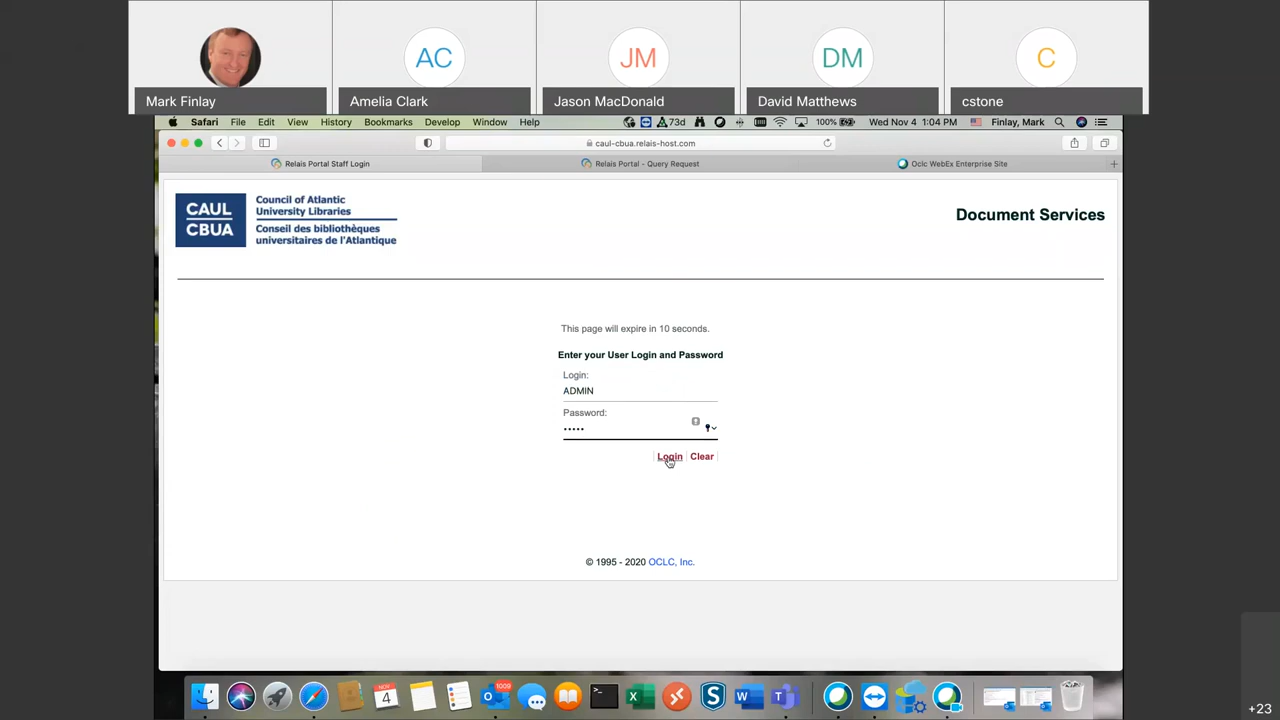 AC
JM
DM
C
Mark Finlay
Amelia Clark
Jason MacDonald
David Matthews
cstone
Safari File Edit View History Bookmarks Develop Window Help
73d
100%
Wed Nov 4 1:04 PM
Finlay, Mark
caul-cbua.relais-host.com
Relais Portal Staff Login
Relais Portal - Query Request
Oclc WebEx Enterprise Site
CAUL
CBUA
Council of Atlantic
University Libraries
Conseil des bibliothèques
universitaires de l'Atlantique
Document Services
This page will expire in 10 seconds.
Enter your User Login and Password
Login:
ADMIN
Password:
•••••
Login Clear
© 1995 - 2020 OCLC, Inc.
NOV
4
1009
+23